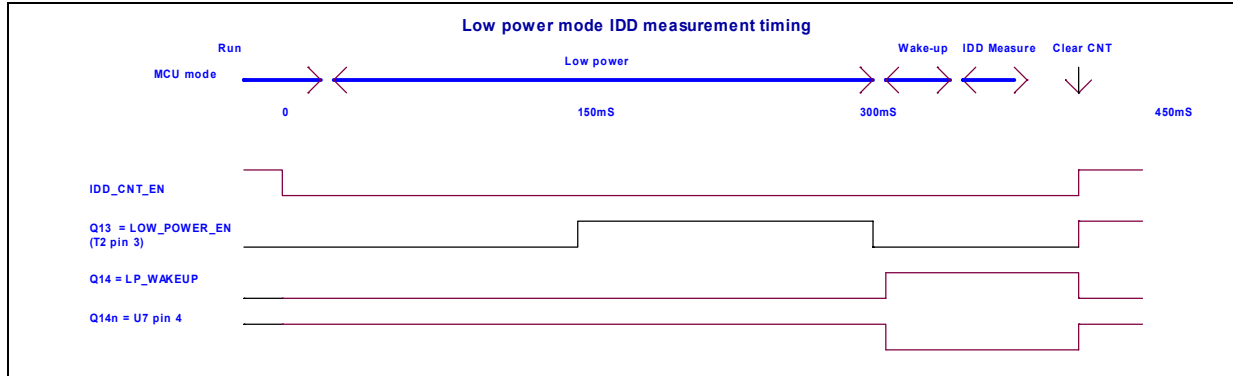 Low power mode IDD measurement timing
Run
Wake-up IDD Measure Clear CNT
Low power
MCU mode
0 150mS 300mS 450mS
IDD_CNT_EN
Q13 = LOW_POWER_EN
(T2 pin 3)
Q14 = LP_WAKEUP
Q14n = U7 pin 4